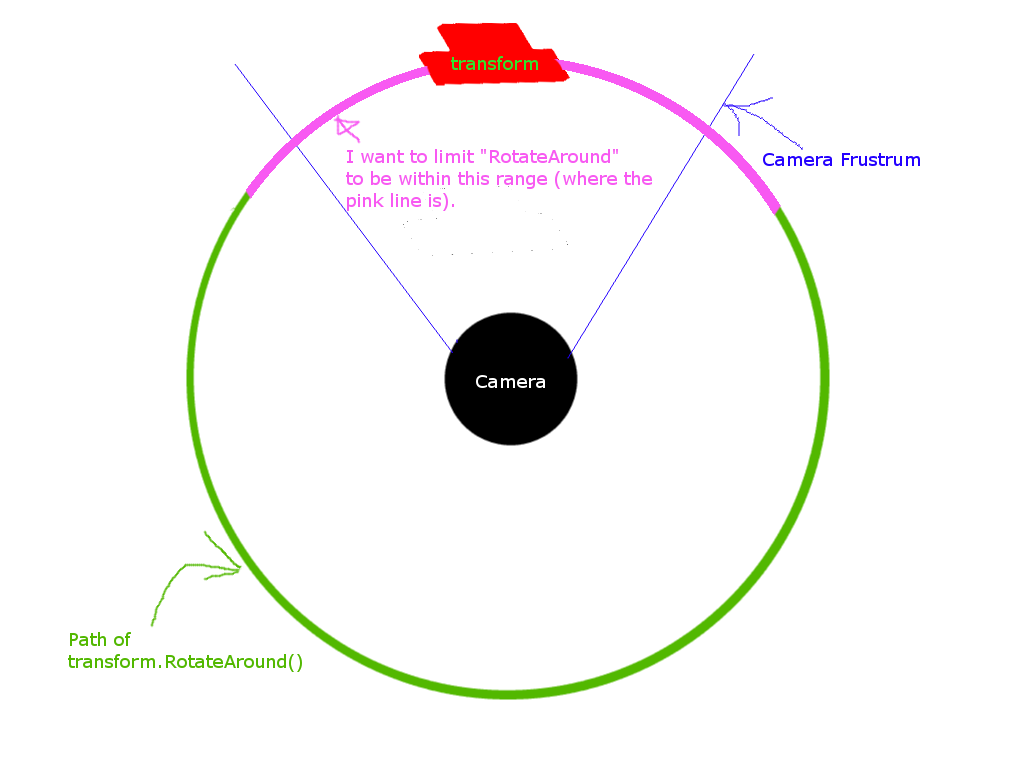 transform
I want to limit "RotateAround"
to be within this range (where the
pink line is).
Camera Frustrum
Camera
Path of
transform.RotateAround()